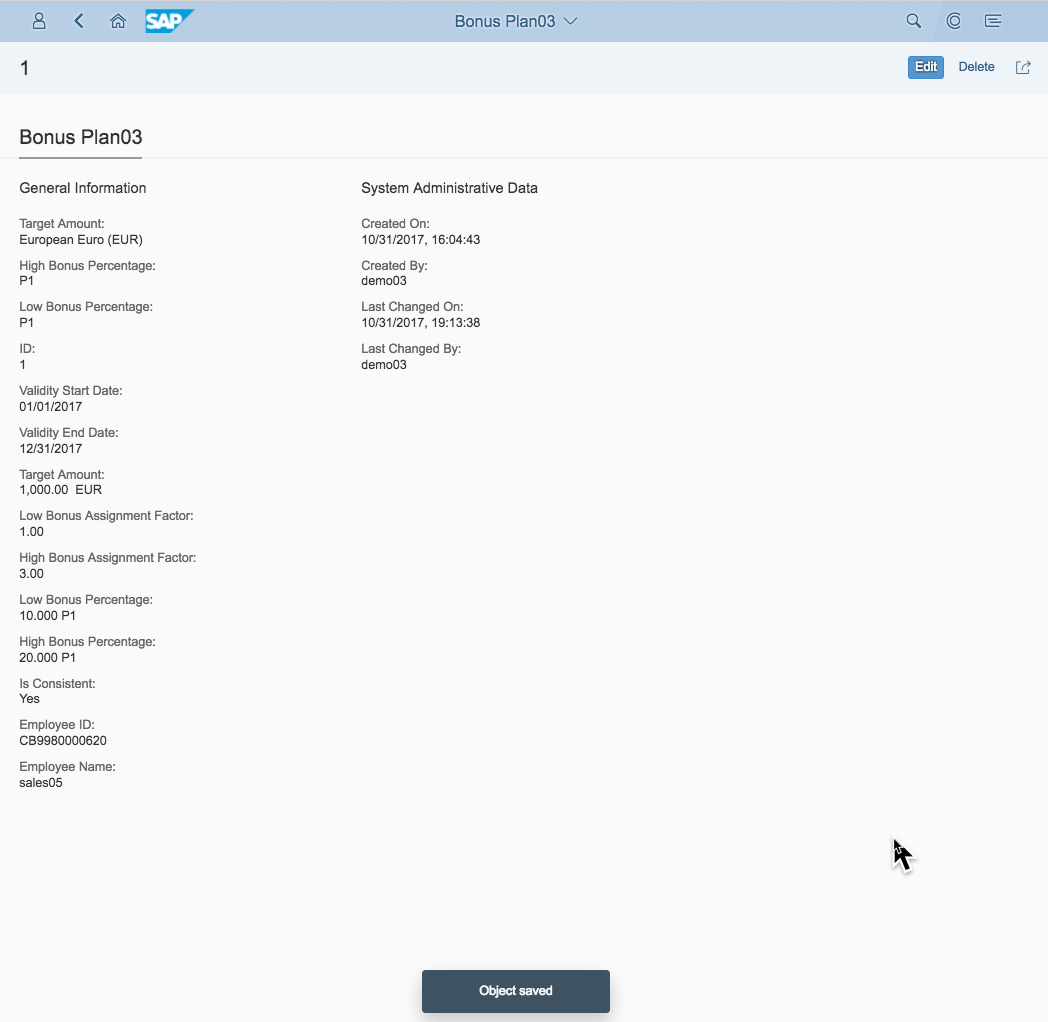 SAP
Bonus Plan03
1
Edit
Delete
Bonus Plan03
General Information
Target Amount:
European Euro (EUR)
High Bonus Percentage:
P1
Low Bonus Percentage:
P1
ID:
1
Validity Start Date:
01/01/2017
Validity End Date:
12/31/2017
Target Amount:
1,000.00 EUR
Low Bonus Assignment Factor:
1.00
High Bonus Assignment Factor:
3.00
Low Bonus Percentage:
10.000 P1
High Bonus Percentage:
20.000 P1
Is Consistent:
Yes
Employee ID:
CB9980000620
Employee Name:
sales05
System Administrative Data
Created On:
10/31/2017, 16:04:43
Created By:
demo03
Last Changed On:
10/31/2017, 19:13:38
Last Changed By:
demo03
Object saved